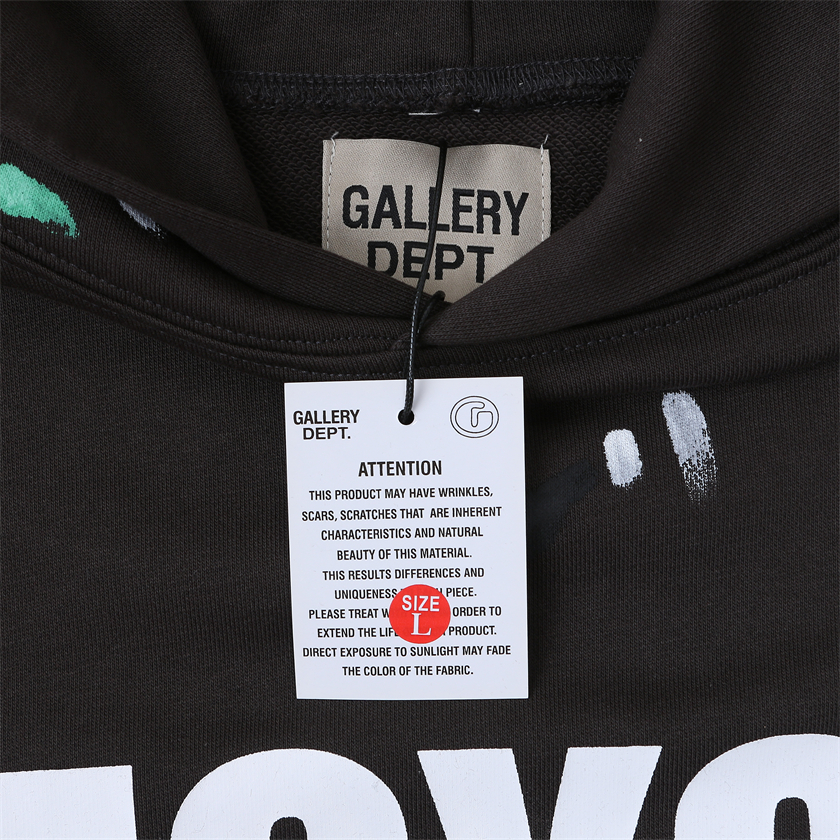 GALLERY
DEPT
GALLERY
DEPT.
G
ATTENTION
THIS PRODUCT MAY HAVE WRINKLES,
SCARS, SCRATCHES THAT ARE INHERENT
CHARACTERISTICS AND NATURAL
BEAUTY OF THIS MATERIAL.
THIS RESULTS DIFFERENCES AND
UNIQUENESS PIECE.
PLEASE TREAT ORDER TO
EXTEND THE PRODUCT.
DIRECT EXPOSURE TO SUNLIGHT MAY FADE
THE COLOR OF THE FABRIC.
SIZE
L